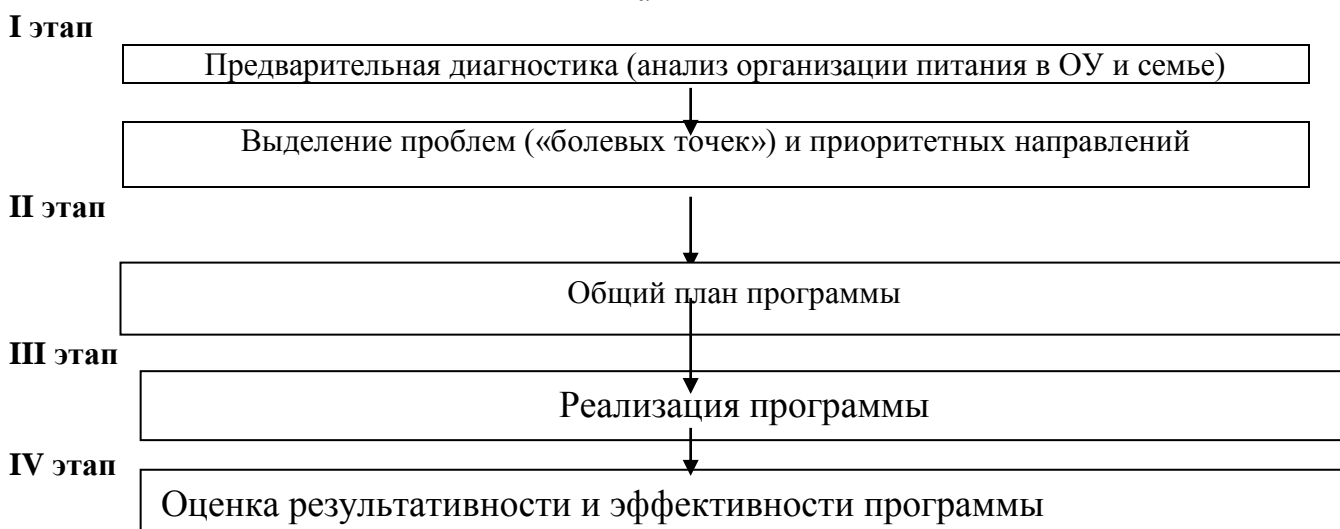 I этап
Предварительная диагностика (анализ организации питания в ОУ и семье)
Выделение проблем («болевых точек») и приоритетных направлений
II этап
Общий план программы
III этап
Реализация программы
IV этап
Оценка результативности и эффективности программы